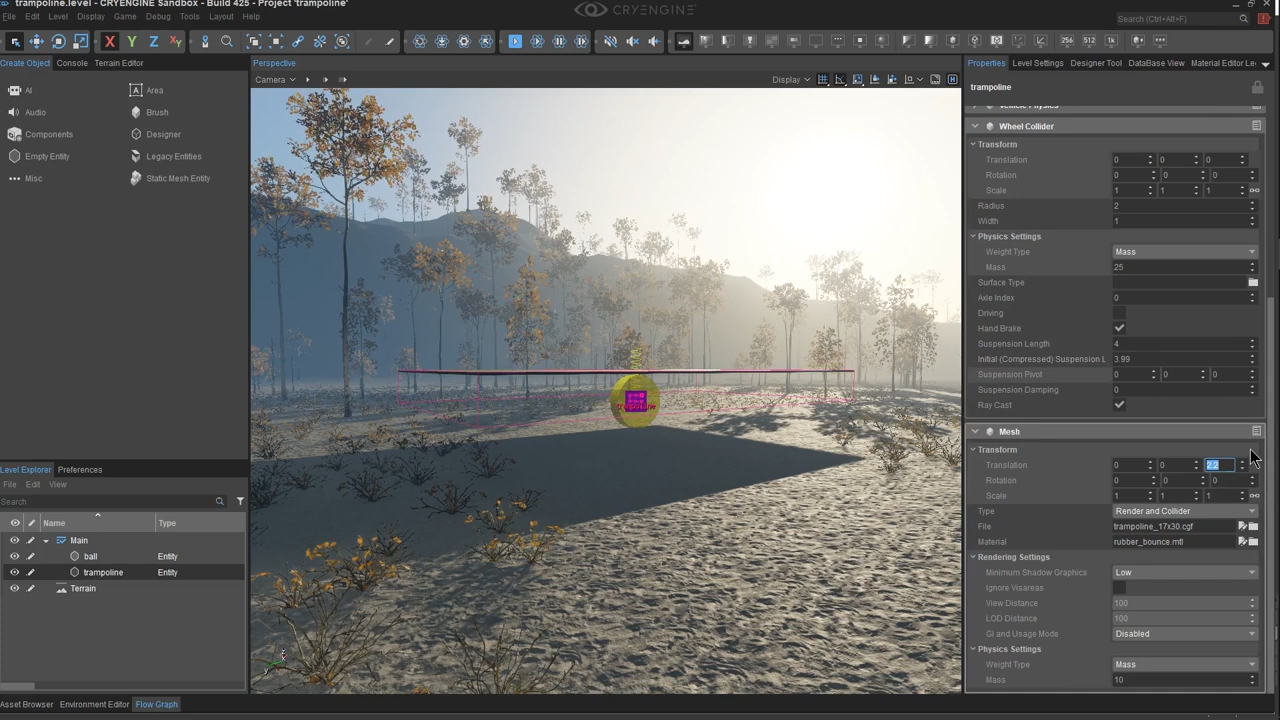 trampoline.level - CRYENGINE Sandbox - Build 425 - Project 'trampoline'
CRYENGINE
File Edit Level Display Game Debug Tools Layout Help
Search (Ctrl+Alt+F)
X Y Z XY
256 512 1k
Create Object Console Terrain Editor
Perspective
Properties Level Settings Designer Tool DataBase View Material Editor Le
AI Area
Audio Brush
Components Designer
Empty Entity Legacy Entities
Misc Static Mesh Entity
Camera
Display
trampoline
trampoline
Vehicle Physics
Wheel Collider
Transform
Translation 0 0 0
Rotation 0 0 0
Scale 1 1 1
Radius 2
Width 1
Physics Settings
Weight Type Mass
Mass 25
Surface Type
Axle Index 0
Driving
Hand Brake
Suspension Length 4
Initial (Compressed) Suspension L 3.99
Suspension Pivot 0 0 0
Suspension Damping 0
Ray Cast
Mesh
Transform
Translation 0 0 2.2
Rotation 0 0 0
Scale 1 1 1
Type Render and Collider
File trampoline_17x30.cgf
Material rubber_bounce.mtl
Rendering Settings
Minimum Shadow Graphics Low
Ignore Visareas
View Distance 100
LOD Distance 100
GI and Usage Mode Disabled
Physics Settings
Weight Type Mass
Mass 10
Level Explorer Preferences
File Edit View
Search
Name Type
Main
ball Entity
trampoline Entity
Terrain
Asset Browser Environment Editor Flow Graph